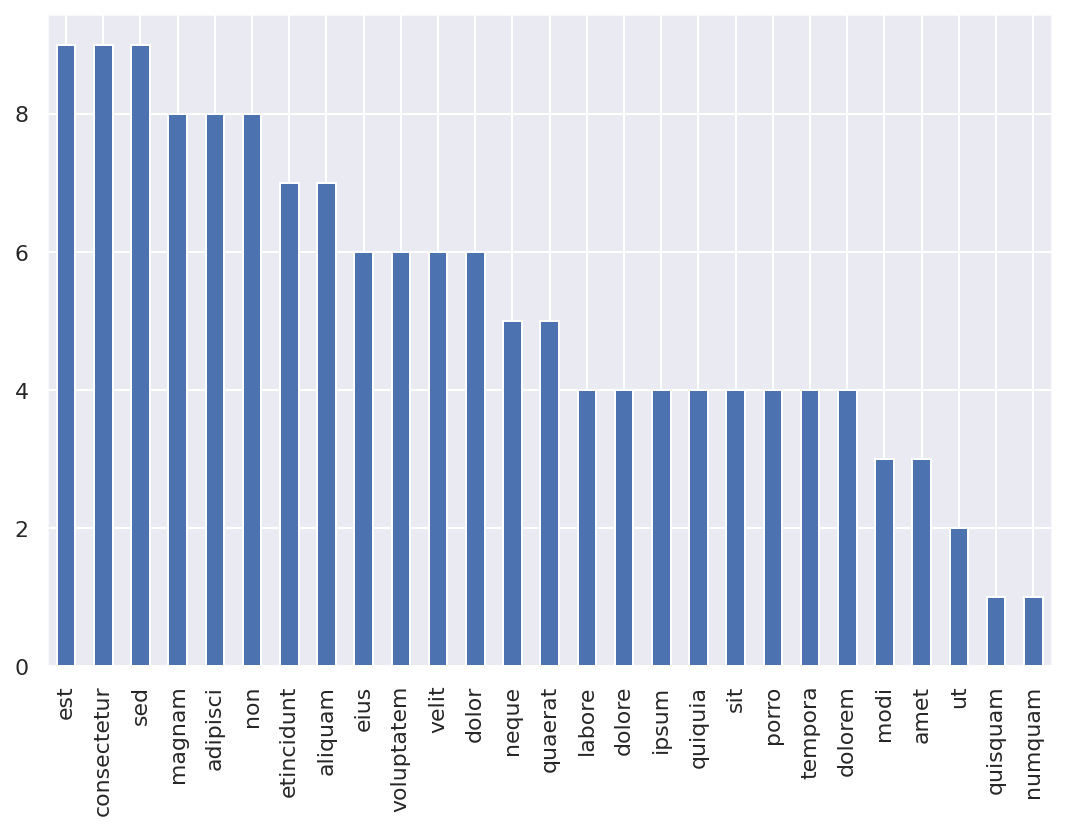 8
6
4
2
0
est
consectetur
sed
magnam
adipisci
non
etincidunt
aliquam
eius
voluptatem
velit
dolor
neque
quaerat
labore
dolore
ipsum
quiquia
sit
porro
tempora
dolorem
modi
amet
ut
quisquam
numquam